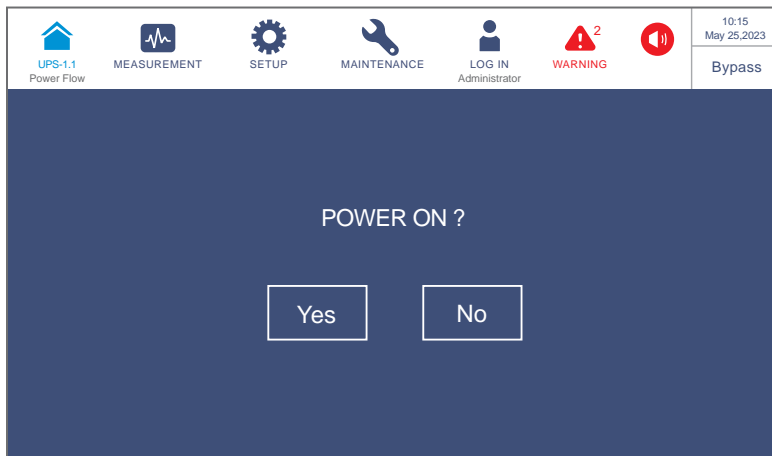 UPS-1.1
Power Flow
MEASUREMENT
SETUP
MAINTENANCE
LOG IN
Administrator
2
WARNING
10:15
May 25,2023
Bypass
POWER ON ?
Yes
No